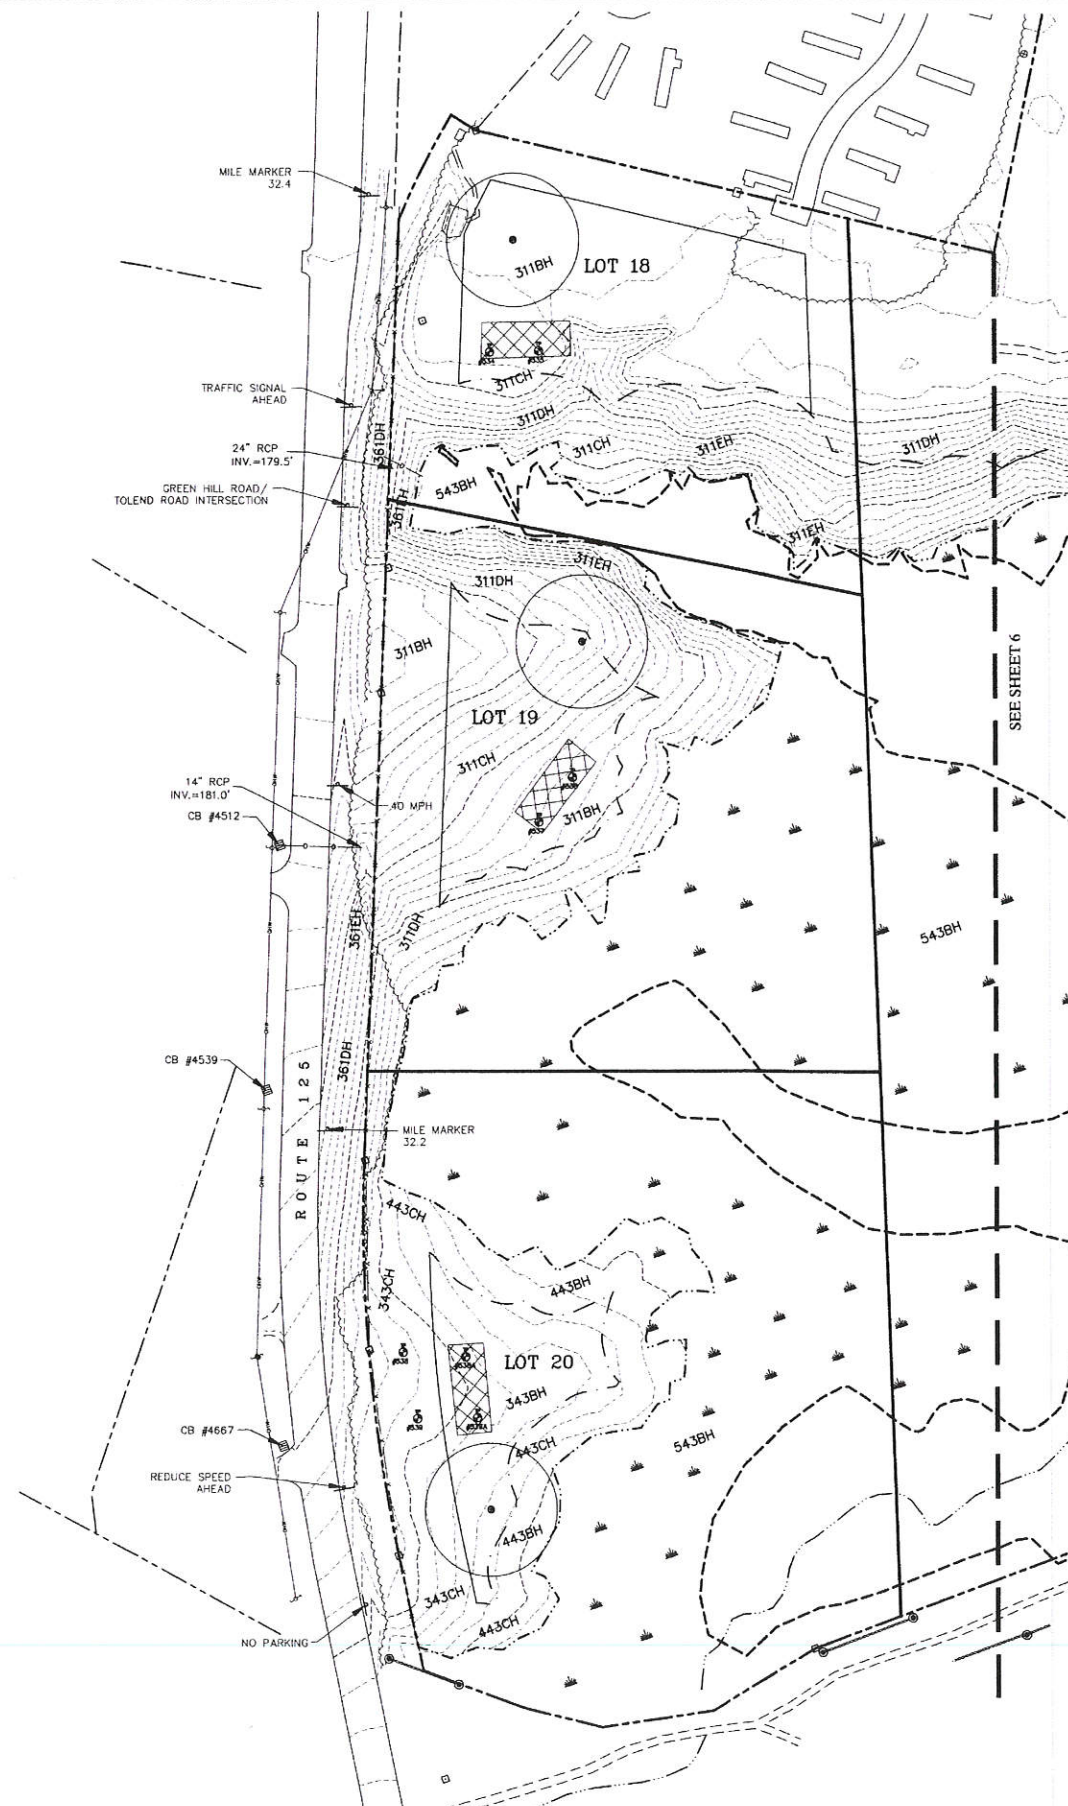 MILE MARKER
32.4
311BH
LOT 18
#534
#535
311CH
TRAFFIC SIGNAL
AHEAD
311DH
361DH
24" RCP
INV.=179.5'
311CH
311EH
311DH
GREEN HILL ROAD/
TOLEND ROAD INTERSECTION
543BH
361EH
311EH
311EH
311DH
311BH
SEE SHEET 6
LOT 19
311CH
14" RCP
INV.=181.0'
40 MPH
CB #4512
311BH
361EH
311DH
543BH
CB #4539
361DH
ROUTE 125
MILE MARKER
32.2
443CH
343CH
443BH
LOT 20
343BH
CB #4667
443CH
543BH
REDUCE SPEED
AHEAD
443BH
343CH
443CH
NO PARKING